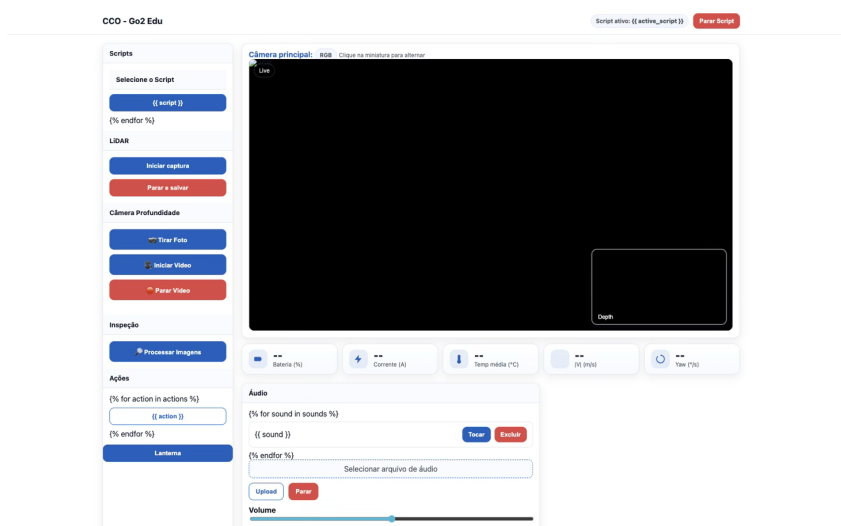 CCO - Go2 Edu
Script ativo: {{ active_script }}
Parar Script
Scripts
Selecione o Script
{{ script }}
{% endfor %}
LiDAR
Iniciar captura
Parar e salvar
Câmera Profundidade
Tirar Foto
Iniciar Vídeo
Parar Vídeo
Inspeção
Processar Imagens
Ações
{% for action in actions %}
{{ action }}
{% endfor %}
Lanterna
Câmera principal: RGB Clique na miniatura para alternar
Live
Depth
--
Bateria (%)
--
Corrente (A)
--
Temp média (°C)
--
|V| (m/s)
--
Yaw (°/s)
Áudio
{% for sound in sounds %}
{{ sound }}
Tocar
Excluir
{% endfor %}
Selecionar arquivo de áudio
Upload
Parar
Volume